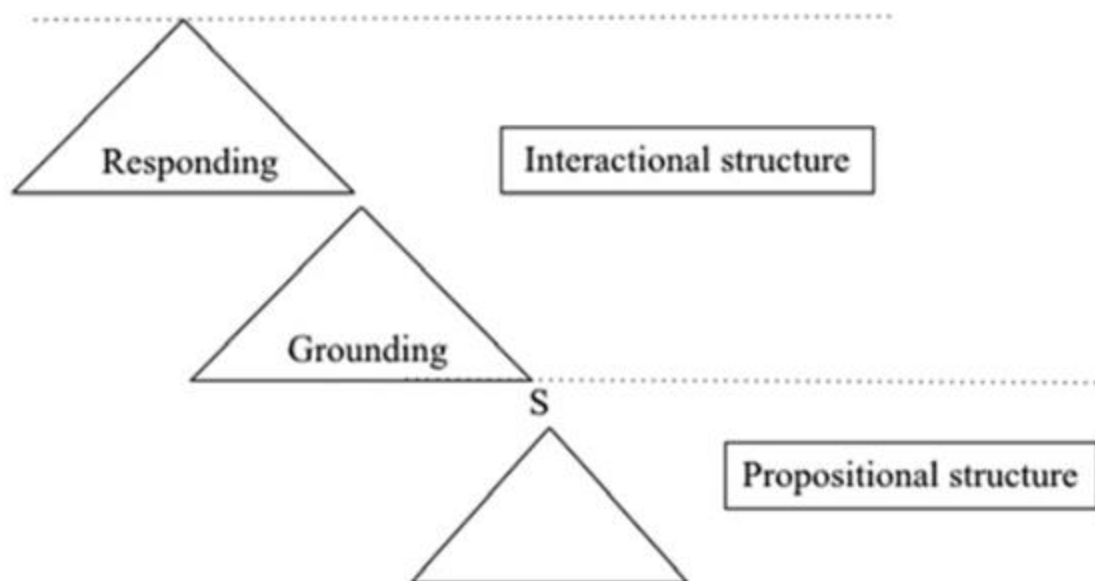 Responding
Interactional structure
Grounding
S
Propositional structure